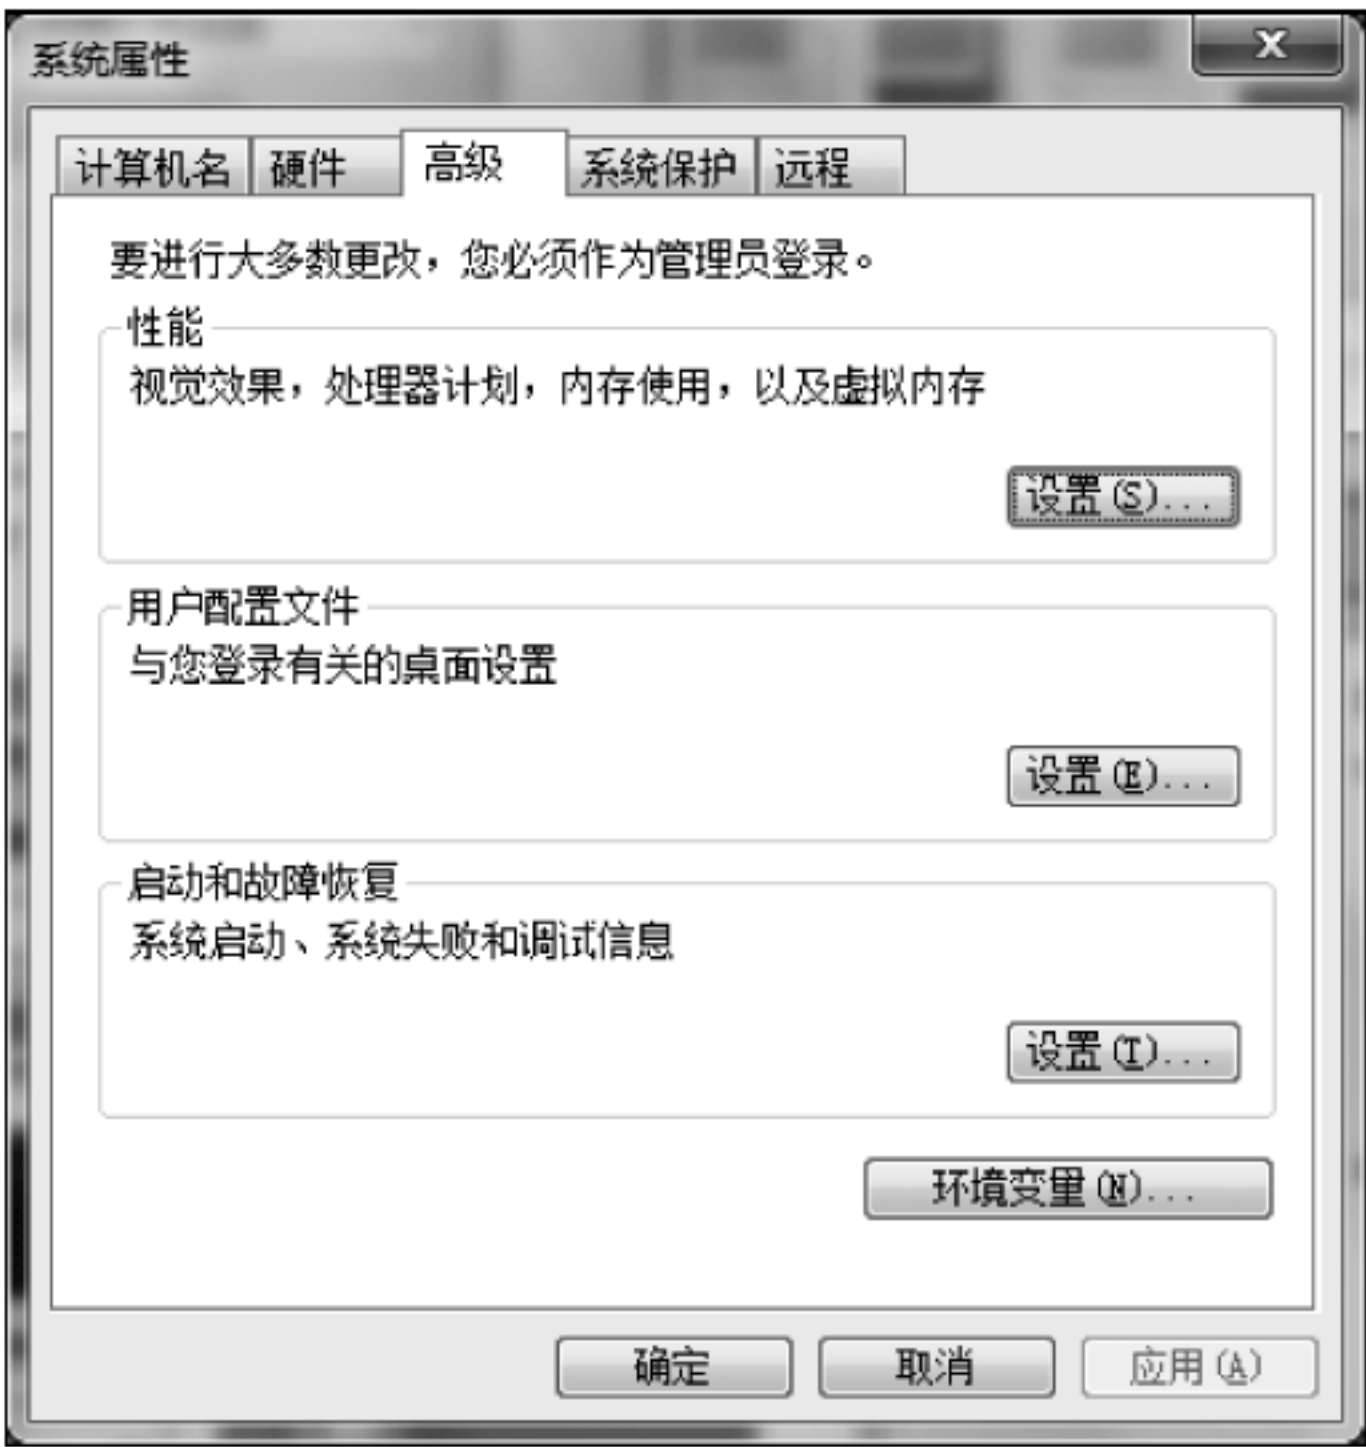 系统属性
计算机名 硬件 高级 系统保护 远程
要进行大多数更改，您必须作为管理员登录。
性能
视觉效果，处理器计划，内存使用，以及虚拟内存
设置(S)...
用户配置文件
与您登录有关的桌面设置
设置(E)...
启动和故障恢复
系统启动、系统失败和调试信息
设置(T)...
环境变量(N)...
确定 取消 应用(A)